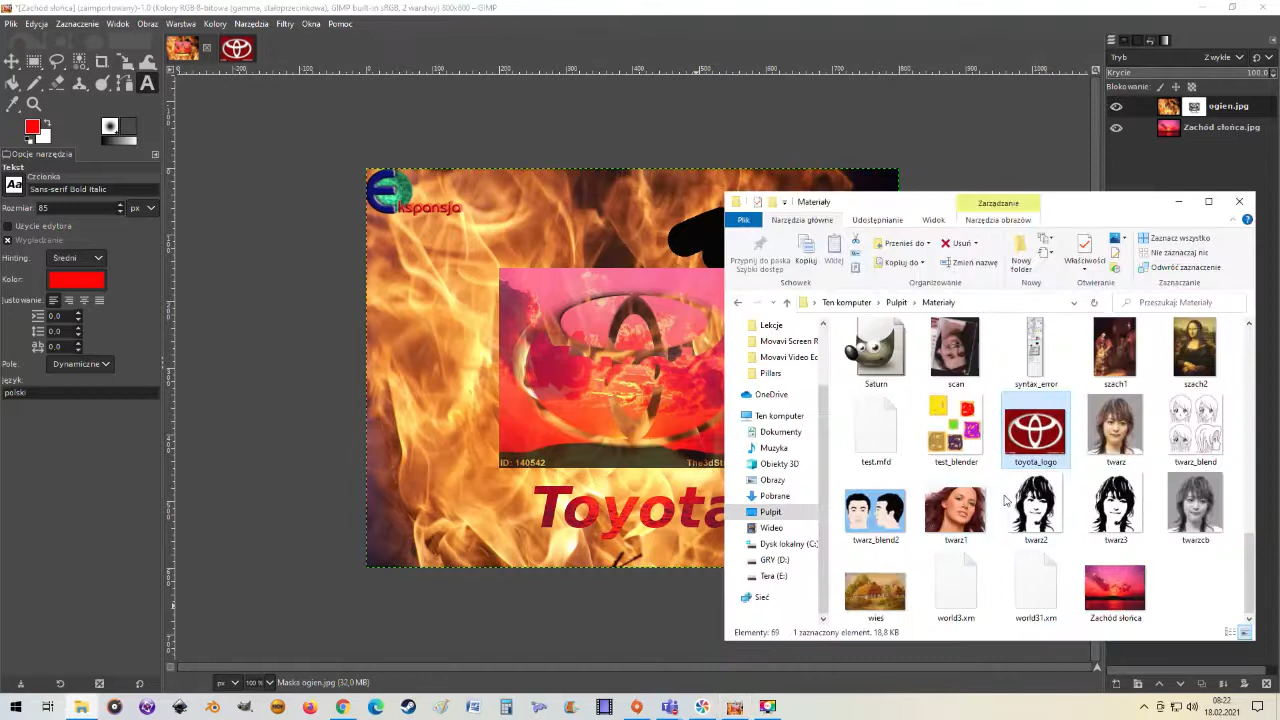 *[Zachód słońca] (zaimportowany)-1.0 (Kolory RGB 8-bitowa (gamma, stałoprzecinkowa), GIMP built-in sRGB, 2 warstwy) 800x600 – GIMP
Plik Edycja Zaznaczenie Widok Obraz Warstwa Kolory Narzędzia Filtry Okna Pomoc
Opcje narzędzia
Tekst
Czcionka
Aa Sans-serif Bold Italic
Rozmiar: 85 px
Użycie edytora
Wygładzanie
Hinting: Średni
Kolor:
Justowanie:
0,0
0,0
0,0
Pole: Dynamiczne
Język:
polski
Ekspansja
ID: 140542
The3dSt
Toyota
px 100 % Maska ogien.jpg (32,0 MB)
Tryb Zwykłe
Krycie 100,0
Blokowanie:
ogien.jpg
Zachód słońca.jpg
Materiały
Zarządzanie
Plik Narzędzia główne Udostępnianie Widok Narzędzia obrazów
Przypnij do paska Szybki dostęp
Kopiuj
Wklej
Przenieś do
Kopiuj do
Usuń
Zmień nazwę
Nowy folder
Właściwości
Zaznacz wszystko
Nie zaznaczaj nic
Odwróć zaznaczenie
Schowek Organizowanie Nowy Otwieranie Zaznaczanie
Ten komputer Pulpit Materiały
Przeszukaj: Materiały
Lekcje
Movavi Screen R
Movavi Video Ed
Pillars
OneDrive
Ten komputer
Dokumenty
Muzyka
Obiekty 3D
Obrazy
Pobrane
Pulpit
Wideo
Dysk lokalny (C:)
GRY (D:)
Tera (E:)
Sieć
Saturn scan syntax_error szach1 szach2
test.mfd test_blender toyota_logo twarz twarz_blend
twarz_blend2 twarz1 twarz2 twarz3 twarzcb
wies world3.xm world31.xm Zachód słońca
Elementy: 69 1 zaznaczony element. 18,8 KB
08:22
18.02.2021